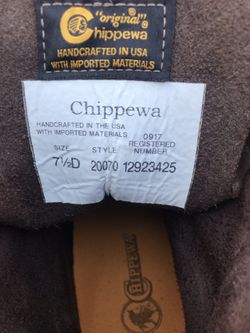 "original"
Chippewa
HANDCRAFTED IN USA
WITH IMPORTED MATERIALS
Chippewa
HANDCRAFTED IN THE USA
WITH IMPORTED MATERIALS
0917
REGISTERED
SIZE STYLE NUMBER
7½D 20070 12923425
CHIPPEWA